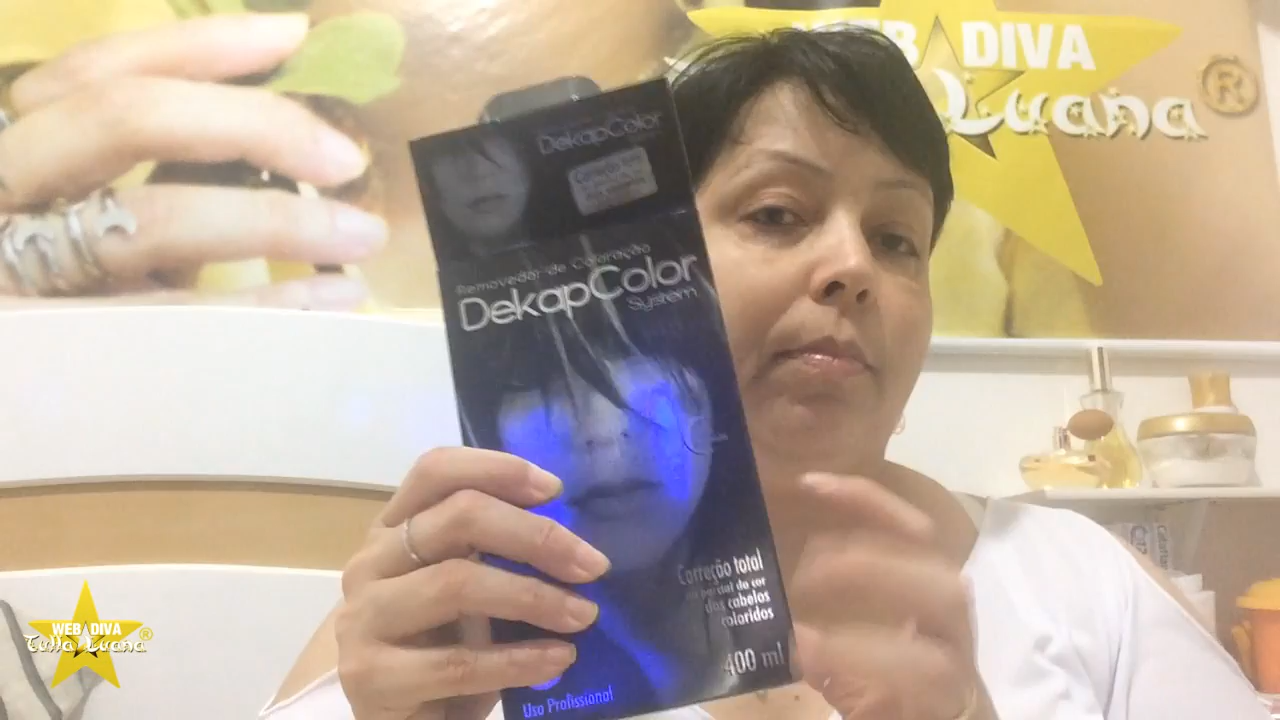 WEB DIVA
Luana®
DekapColor
Removedor de Coloração
DekapColor
System
Correção total
ou parcial da cor
dos cabelos
coloridos
400 ml
Uso Profissional
WEB DIVA
Tulla Luana®